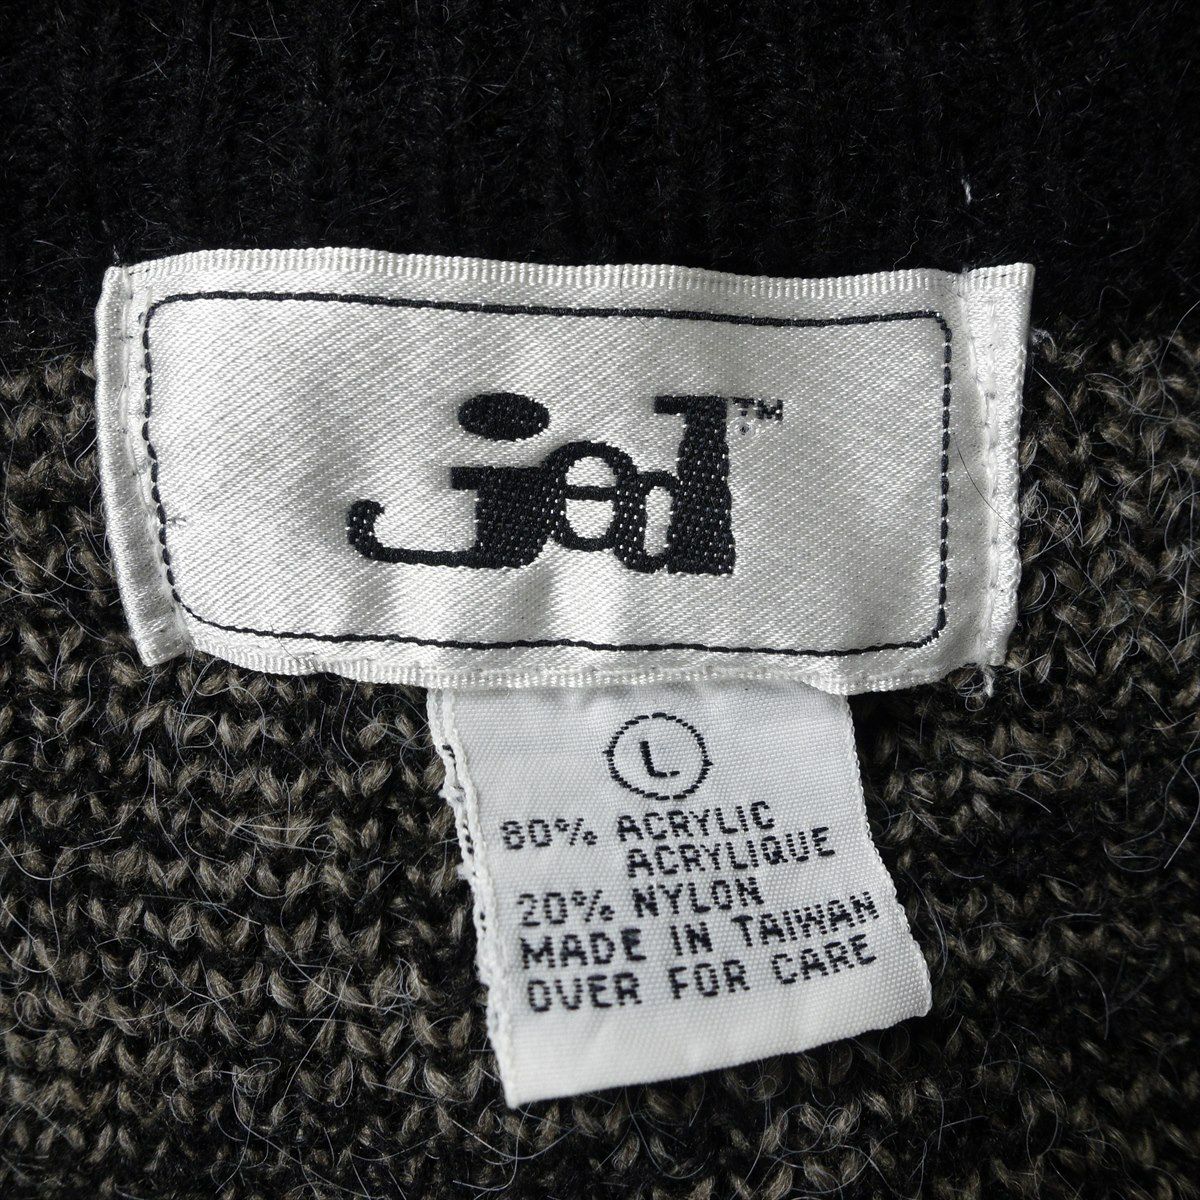 jed™
L
80% ACRYLIC
ACRYLIQUE
20% NYLON
MADE IN TAIWAN
OVER FOR CARE